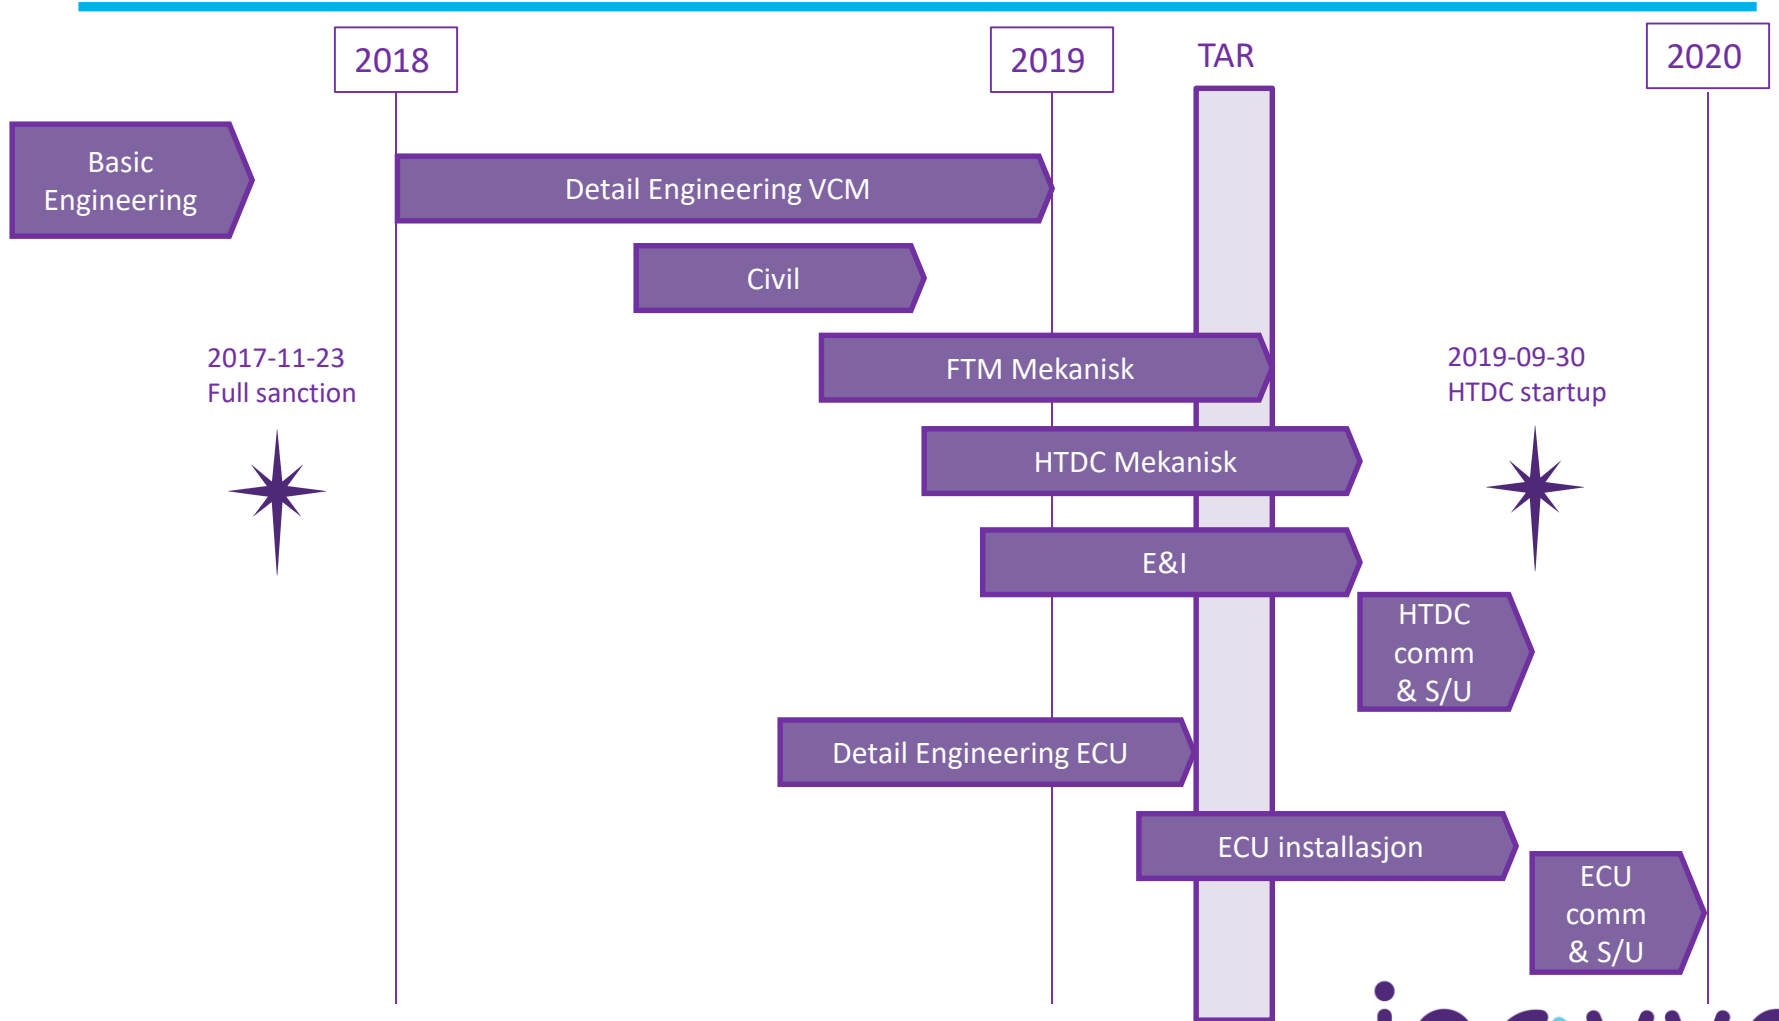 2018
2019
TAR
2020
Basic
Engineering
Detail Engineering VCM
Civil
2017-11-23
Full sanction
FTM Mekanisk
2019-09-30
HTDC startup
HTDC Mekanisk
E&I
HTDC
comm
& S/U
Detail Engineering ECU
ECU installasjon
ECU
comm
& S/U